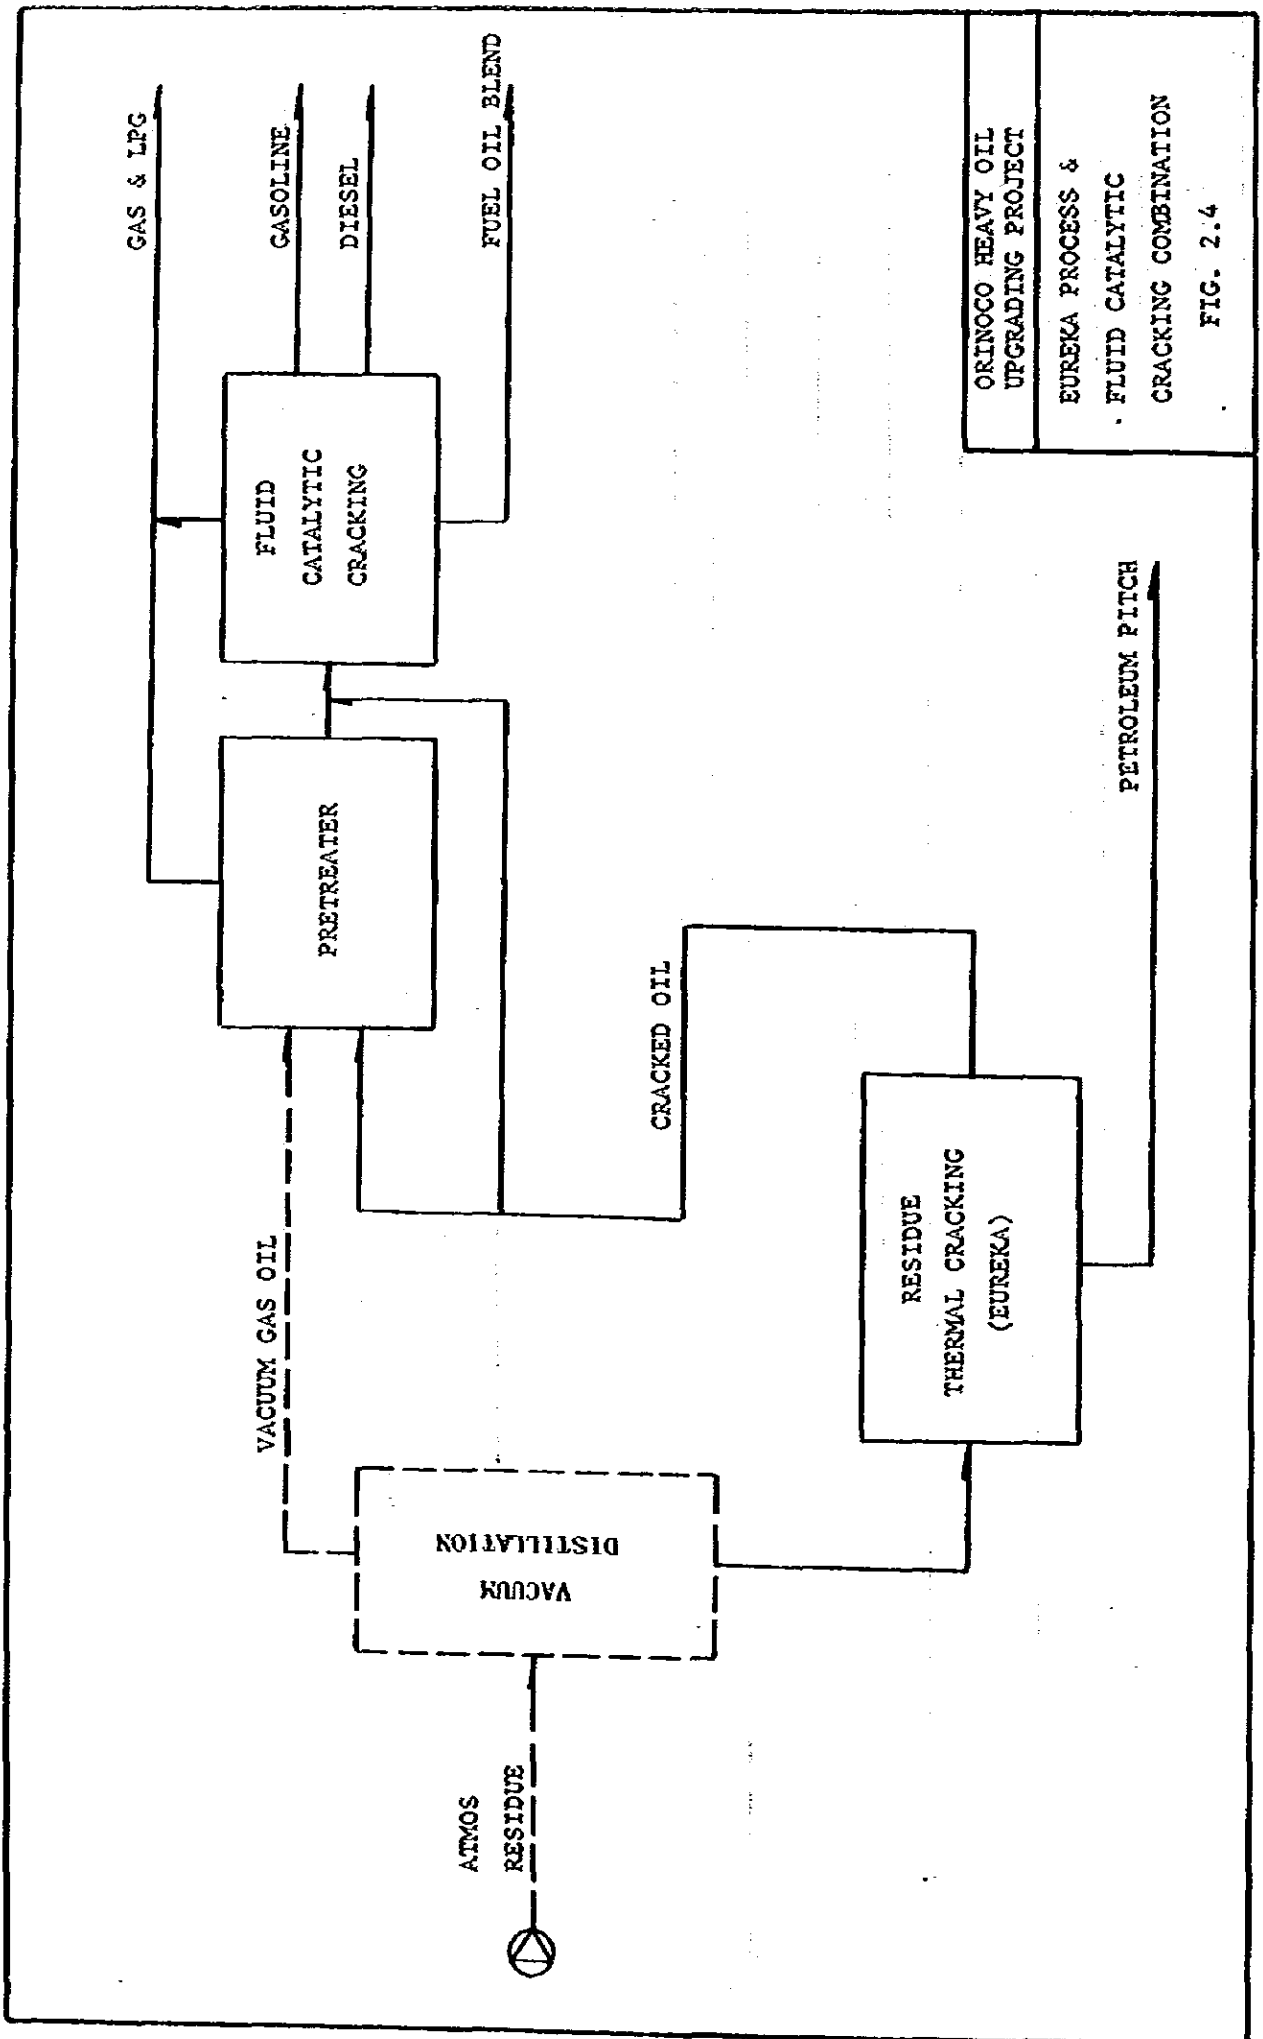 GAS & LPG
GASOLINE
DIESEL
FUEL OIL BLEND
FLUID
CATALYTIC
CRACKING
PRETREATER
VACUUM GAS OIL
CRACKED OIL
VACUUM
DISTILLATION
ATMOS
RESIDUE
RESIDUE
THERMAL CRACKING
(EUREKA)
PETROLEUM PITCH
ORINOCO HEAVY OIL
UPGRADING PROJECT
EUREKA PROCESS &
FLUID CATALYTIC
CRACKING COMBINATION
FIG. 2.4